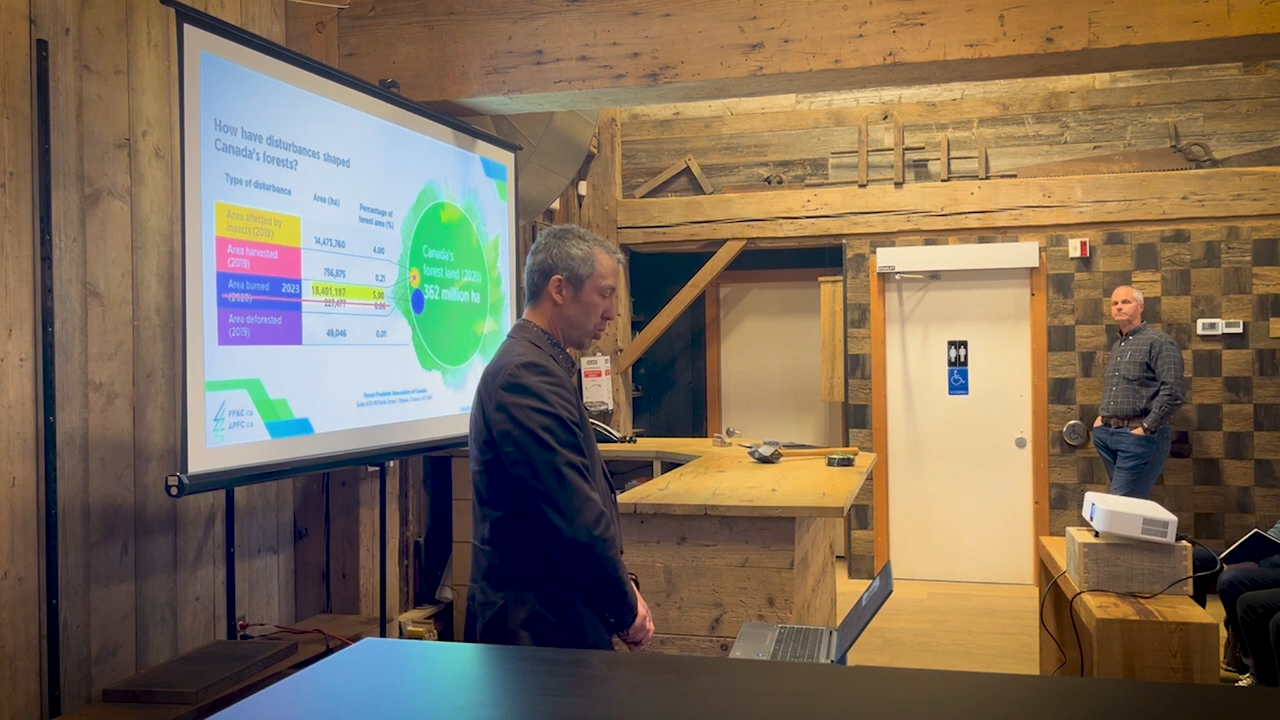 How have disturbances shaped
Canada's forests?
Type of disturbance
Area (ha)
Percentage of
forest area (%)
Area affected by
Insects (2019)
14,473,760
4.00
Area harvested
(2019)
756,875
0.21
Area burned
2023
(2020)
18,401,197
5.00
227,477
0.06
Area deforested
(2019)
49,046
0.01
Canada's
forest land (2020)
362 million ha
Forest Products Association of Canada
FPAC.ca
APFC.ca